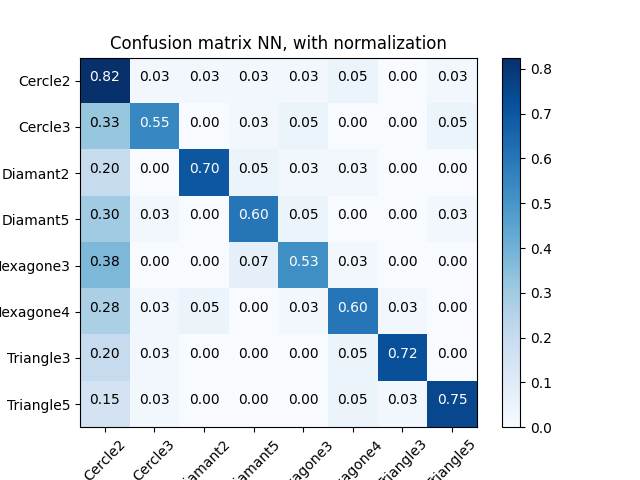 Confusion matrix NN, with normalization
Cercle2 0.82 0.03 0.03 0.03 0.03 0.05 0.00 0.03
Cercle3 0.33 0.55 0.00 0.03 0.05 0.00 0.00 0.05
Diamant2 0.20 0.00 0.70 0.05 0.03 0.03 0.00 0.00
Diamant5 0.30 0.03 0.00 0.60 0.05 0.00 0.00 0.03
lexagone3 0.38 0.00 0.00 0.07 0.53 0.03 0.00 0.00
lexagone4 0.28 0.03 0.05 0.00 0.03 0.60 0.03 0.00
Triangle3 0.20 0.03 0.00 0.00 0.00 0.05 0.72 0.00
Triangle5 0.15 0.03 0.00 0.00 0.00 0.05 0.03 0.75
Cercle2 Cercle3 iamant2 iamant5 agone3 agone4 riangle3 riangle5
0.8
0.7
0.6
0.5
0.4
0.3
0.2
0.1
0.0